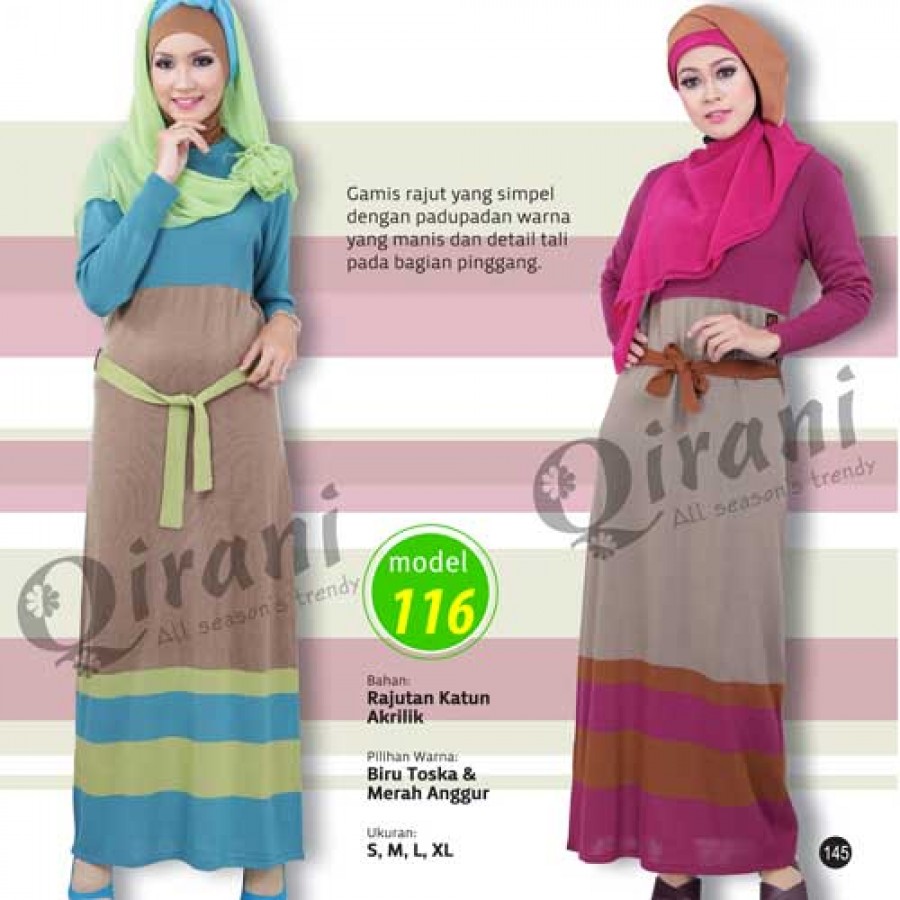 Gamis rajut yang simpel
dengan padupadan warna
yang manis dan detail tali
pada bagian pinggang.
Qirani
All season's trendy
Qirani
All season's trendy
model
116
Bahan:
Rajutan Katun
Akrilik
Pilihan Warna:
Biru Toska &
Merah Anggur
Ukuran:
S, M, L, XL
145